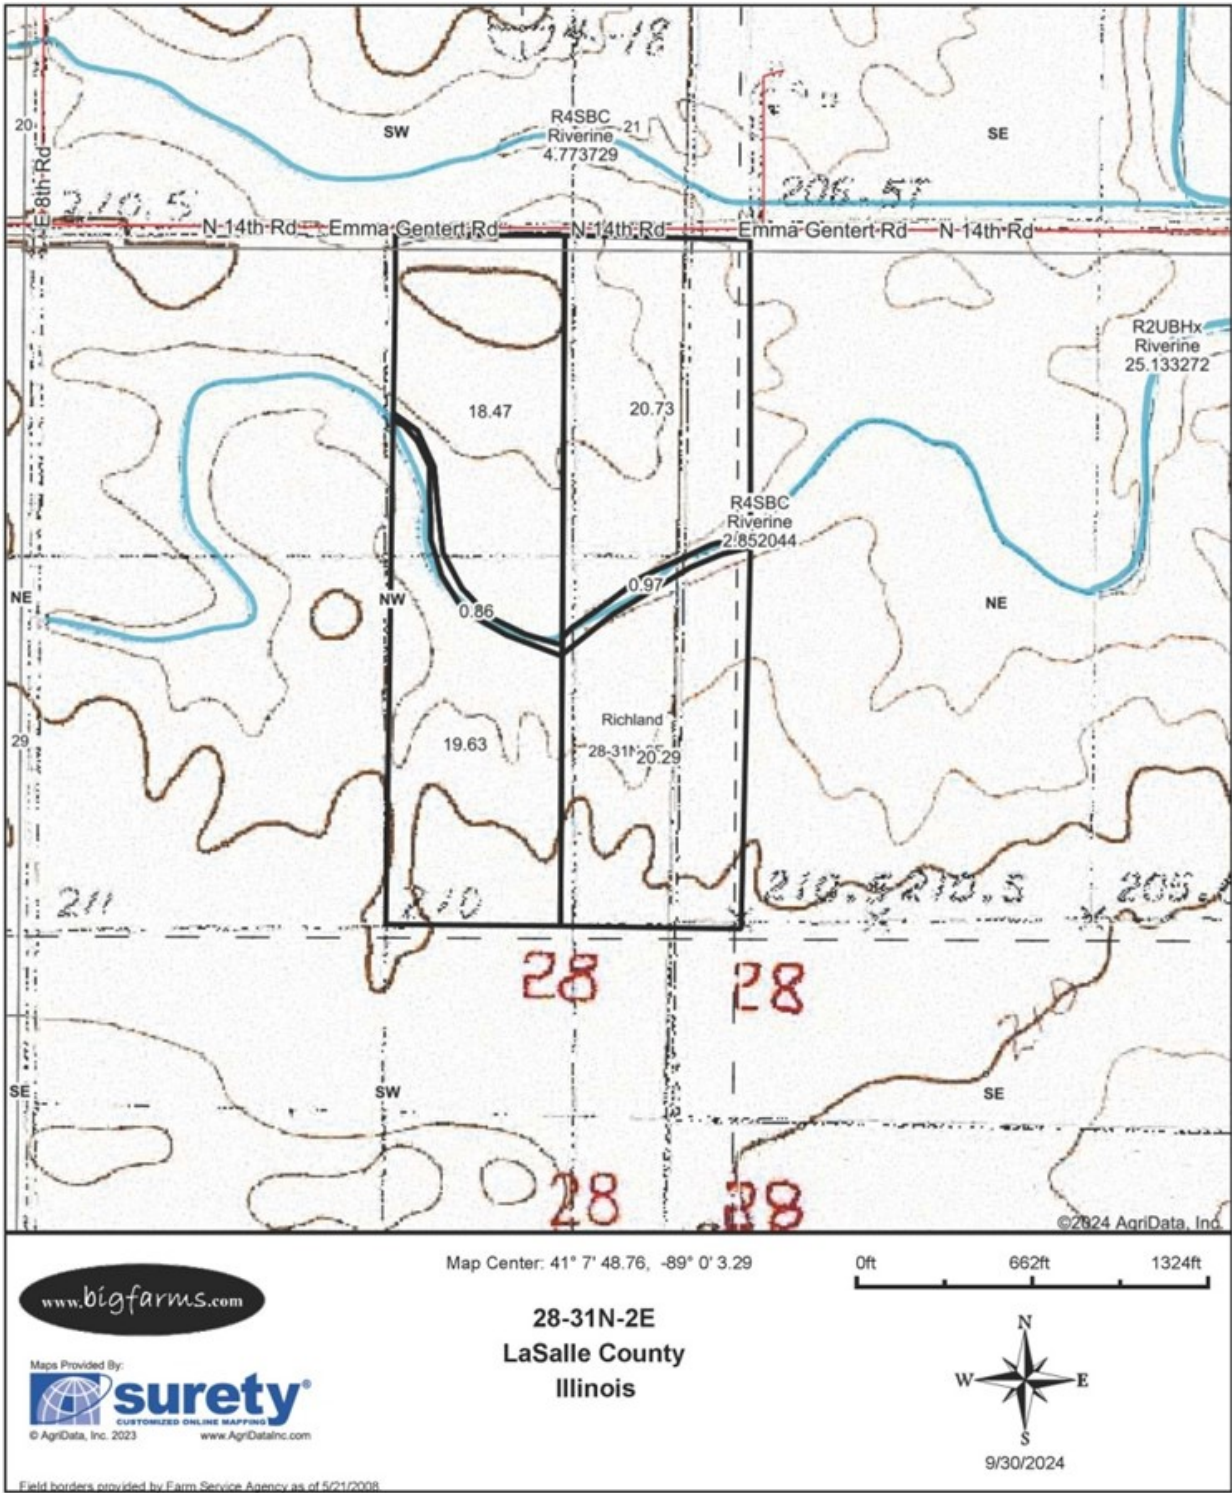 74-18
20
SW
R4SBC
Riverine
4.773729
21
SE
E 8th Rd
210.5
206.5T
N 14th Rd
Emma Gentert Rd
N 14th Rd
Emma Gentert Rd
N 14th Rd
R2UBHx
Riverine
25.133272
18.47
20.73
R4SBC
Riverine
2.852044
NE
NW
0.86
0.97
NE
29
19.63
Richland
28-31N-2E
20.29
211
210
210.5
210.5
28
28
210
SE
SW
SE
28
28
©2024 AgriData, Inc.
www.bigfarms.com
Maps Provided By:
surety®
CUSTOMIZED ONLINE MAPPING
© AgriData, Inc. 2023
www.AgriDataInc.com
Field borders provided by Farm Service Agency as of 5/21/2008.
Map Center: 41° 7' 48.76, -89° 0' 3.29
28-31N-2E
LaSalle County
Illinois
0ft
662ft
1324ft
N
W
E
S
9/30/2024